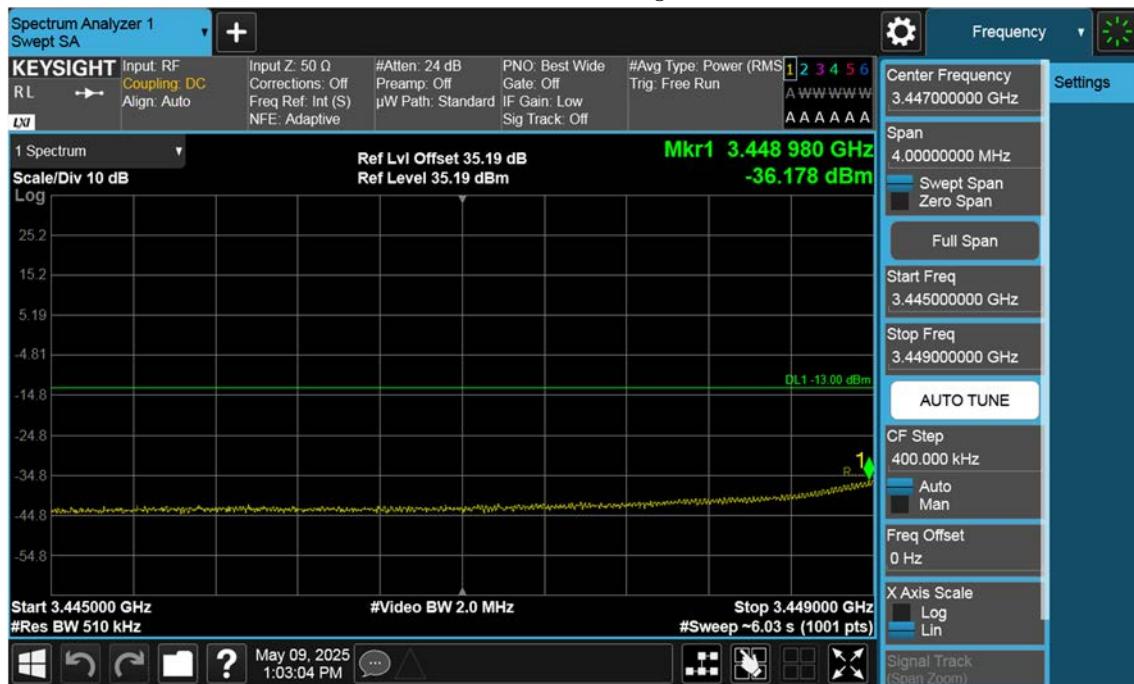 Spectrum Analyzer 1
Swept SA
Frequency
KEYSIGHT
RL
LXI
Input: RF
Coupling: DC
Align: Auto
Input Z: 50 Ω
Corrections: Off
Freq Ref: Int (S)
NFE: Adaptive
#Atten: 24 dB
Preamp: Off
µW Path: Standard
PNO: Best Wide
Gate: Off
IF Gain: Low
Sig Track: Off
#Avg Type: Power (RMS
Trig: Free Run
1 2 3 4 5 6
A W W W W W
A A A A A A
1 Spectrum
Scale/Div 10 dB
Ref Lvl Offset 35.19 dB
Ref Level 35.19 dBm
Mkr1 3.448 980 GHz
-36.178 dBm
Log
25.2
15.2
5.19
-4.81
-14.8
-24.8
-34.8
-44.8
-54.8
DL1 -13.00 dBm
1
R...
Start 3.445000 GHz
#Video BW 2.0 MHz
Stop 3.449000 GHz
#Res BW 510 kHz
#Sweep ~6.03 s (1001 pts)
May 09, 2025
1:03:04 PM
Center Frequency
3.447000000 GHz
Settings
Span
4.00000000 MHz
Swept Span
Zero Span
Full Span
Start Freq
3.445000000 GHz
Stop Freq
3.449000000 GHz
AUTO TUNE
CF Step
400.000 kHz
Auto
Man
Freq Offset
0 Hz
X Axis Scale
Log
Lin
Signal Track
(Span Zoom)